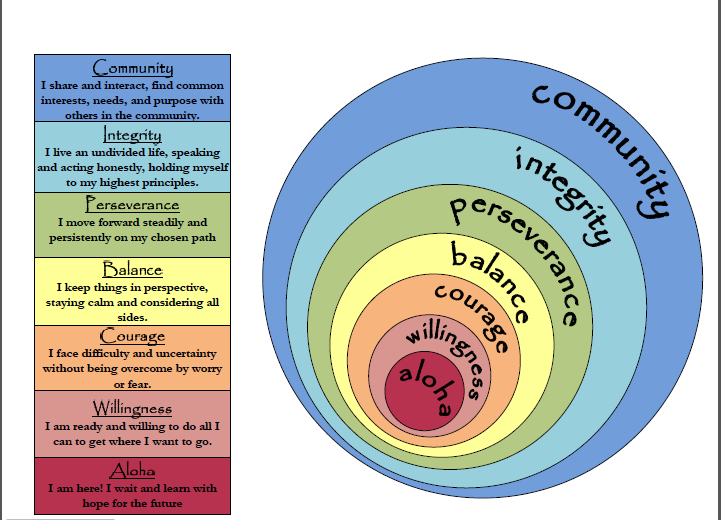 Community
I share and interact, find common
interests, needs, and purpose with
others in the community.
Integrity
I live an undivided life, speaking
and acting honestly, holding myself
to my highest principles.
Perseverance
I move forward steadily and
persistently on my chosen path
Balance
I keep things in perspective,
staying calm and considering all
sides.
Courage
I face difficulty and uncertainty
without being overcome by worry
or fear.
Willingness
I am ready and willing to do all I
can to get where I want to go.
Aloha
I am here! I wait and learn with
hope for the future
community
integrity
perseverance
balance
courage
willingness
aloha